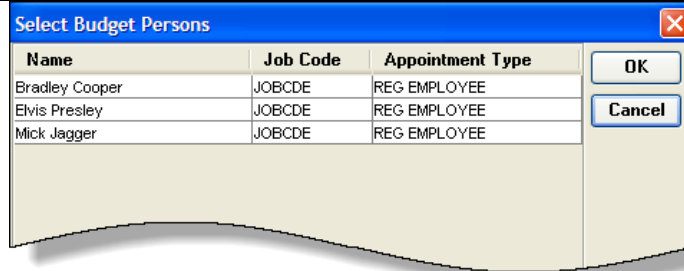 Select Budget Persons
Name Job Code Appointment Type
Bradley Cooper JOBCDE REG EMPLOYEE
Elvis Presley JOBCDE REG EMPLOYEE
Mick Jagger JOBCDE REG EMPLOYEE
OK
Cancel